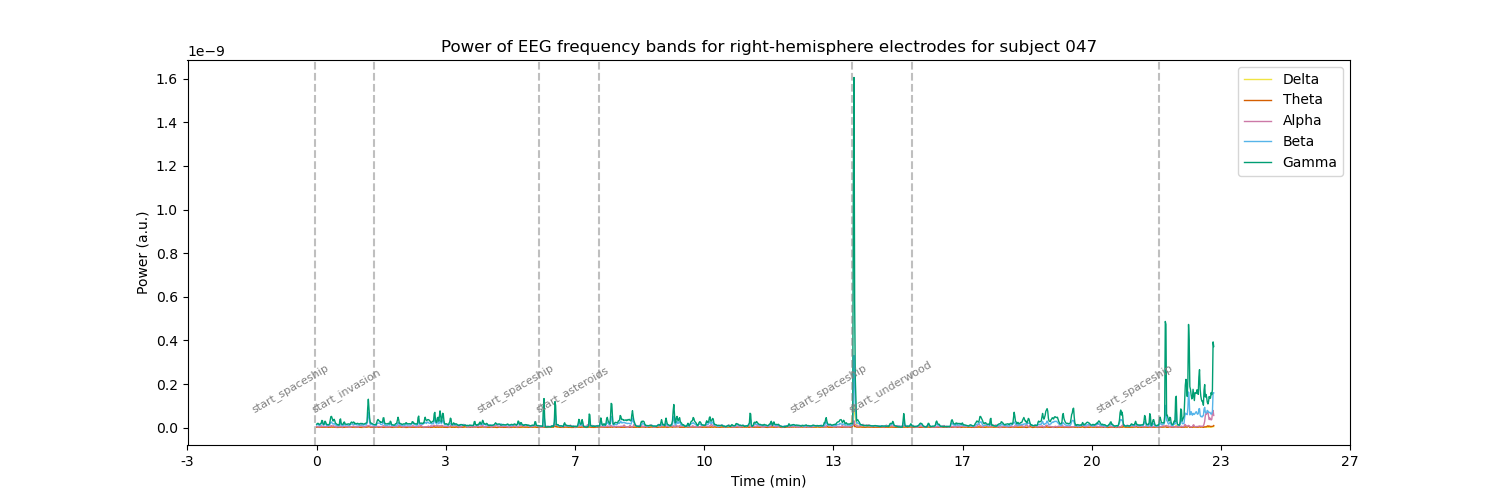 Power of EEG frequency bands for right-hemisphere electrodes for subject 047
1e−9
1.6
1.4
1.2
1.0
0.8
0.6
0.4
0.2
0.0
Power (a.u.)
Delta
Theta
Alpha
Beta
Gamma
start_spaceship
start_invasion
start_spaceship
start_asteroids
start_spaceship
start_underwood
start_spaceship
-3 0 3 7 10 13 17 20 23 27
Time (min)